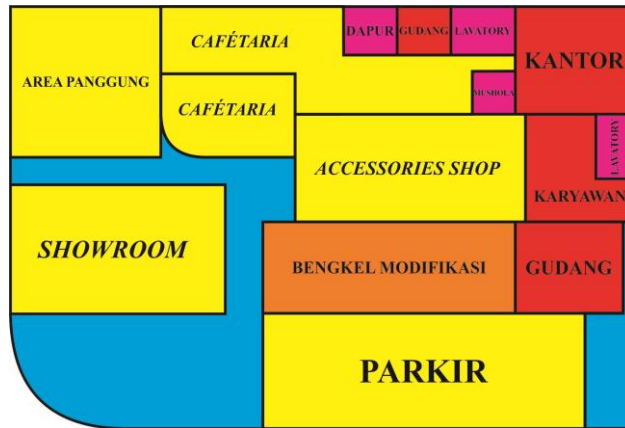 CAFÉTARIA
DAPUR
GUDANG
LAVATORY
KANTOR
AREA PANGGUNG
CAFÉTARIA
MUSHOLA
ACCESSORIES SHOP
LAVATORY
KARYAWAN
SHOWROOM
BENGKEL MODIFIKASI
GUDANG
PARKIR